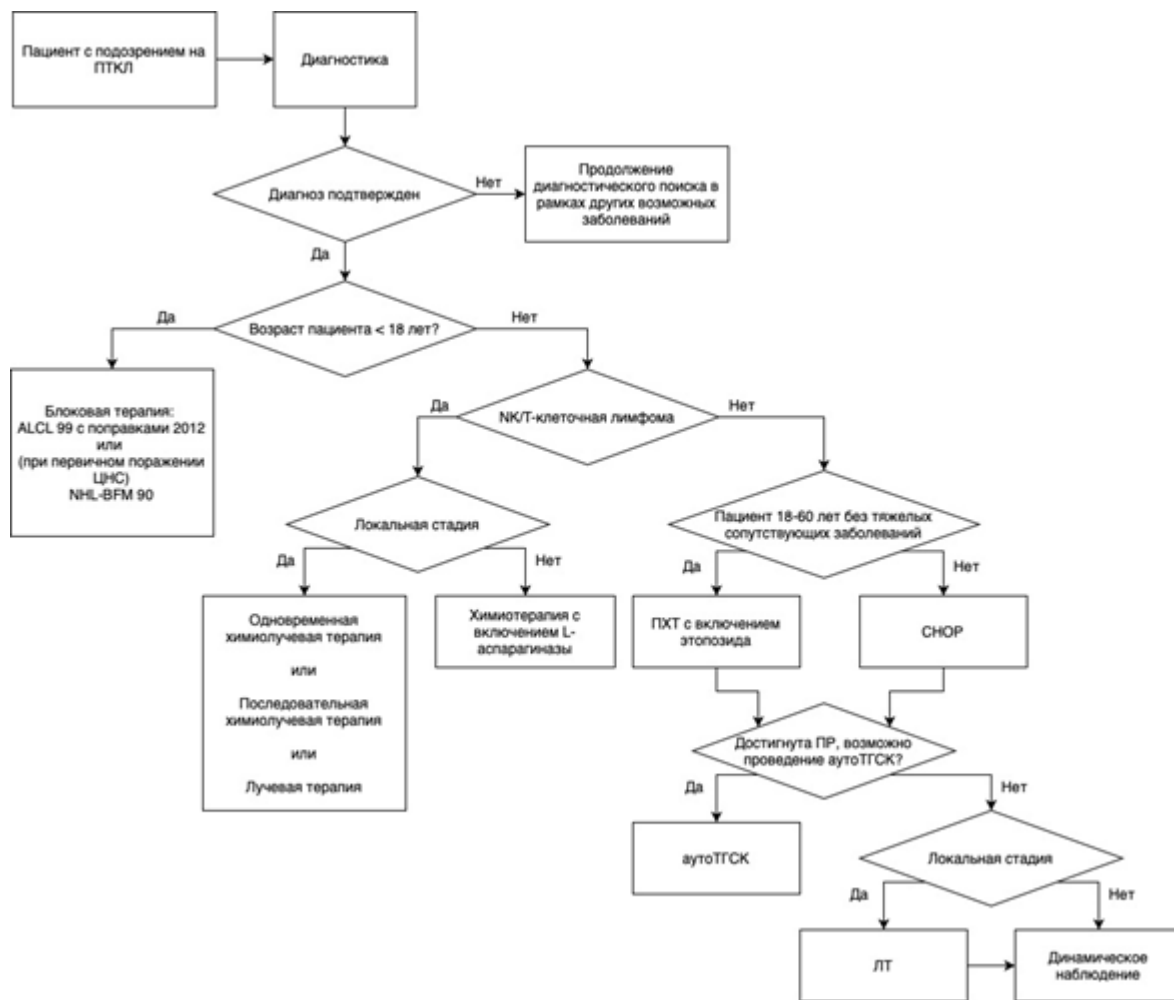 Пациент с подозрением на
ПТКЛ
Диагностика
Диагноз подтвержден
Нет
Продолжение
диагностического поиска в
рамках других возможных
заболеваний
Да
Возраст пациента < 18 лет?
Да
Нет
Блоковая терапия:
ALCL 99 с поправками 2012
или
(при первичном поражении
ЦНС)
NHL-BFM 90
NK/T-клеточная лимфома
Да
Нет
Локальная стадия
Да
Нет
Пациент 18-60 лет без тяжелых
сопутствующих заболеваний
Да
Нет
Одновременная
химиолучевая терапия
или
Последовательная
химиолучевая терапия
или
Лучевая терапия
Химиотерапия с
включением L-
аспарагиназы
ПХТ с включением
этопозида
CHOP
Достигнута ПР, возможно
проведение аутоТГСК?
Да
Нет
аутоТГСК
Локальная стадия
Да
Нет
ЛТ
Динамическое
наблюдение